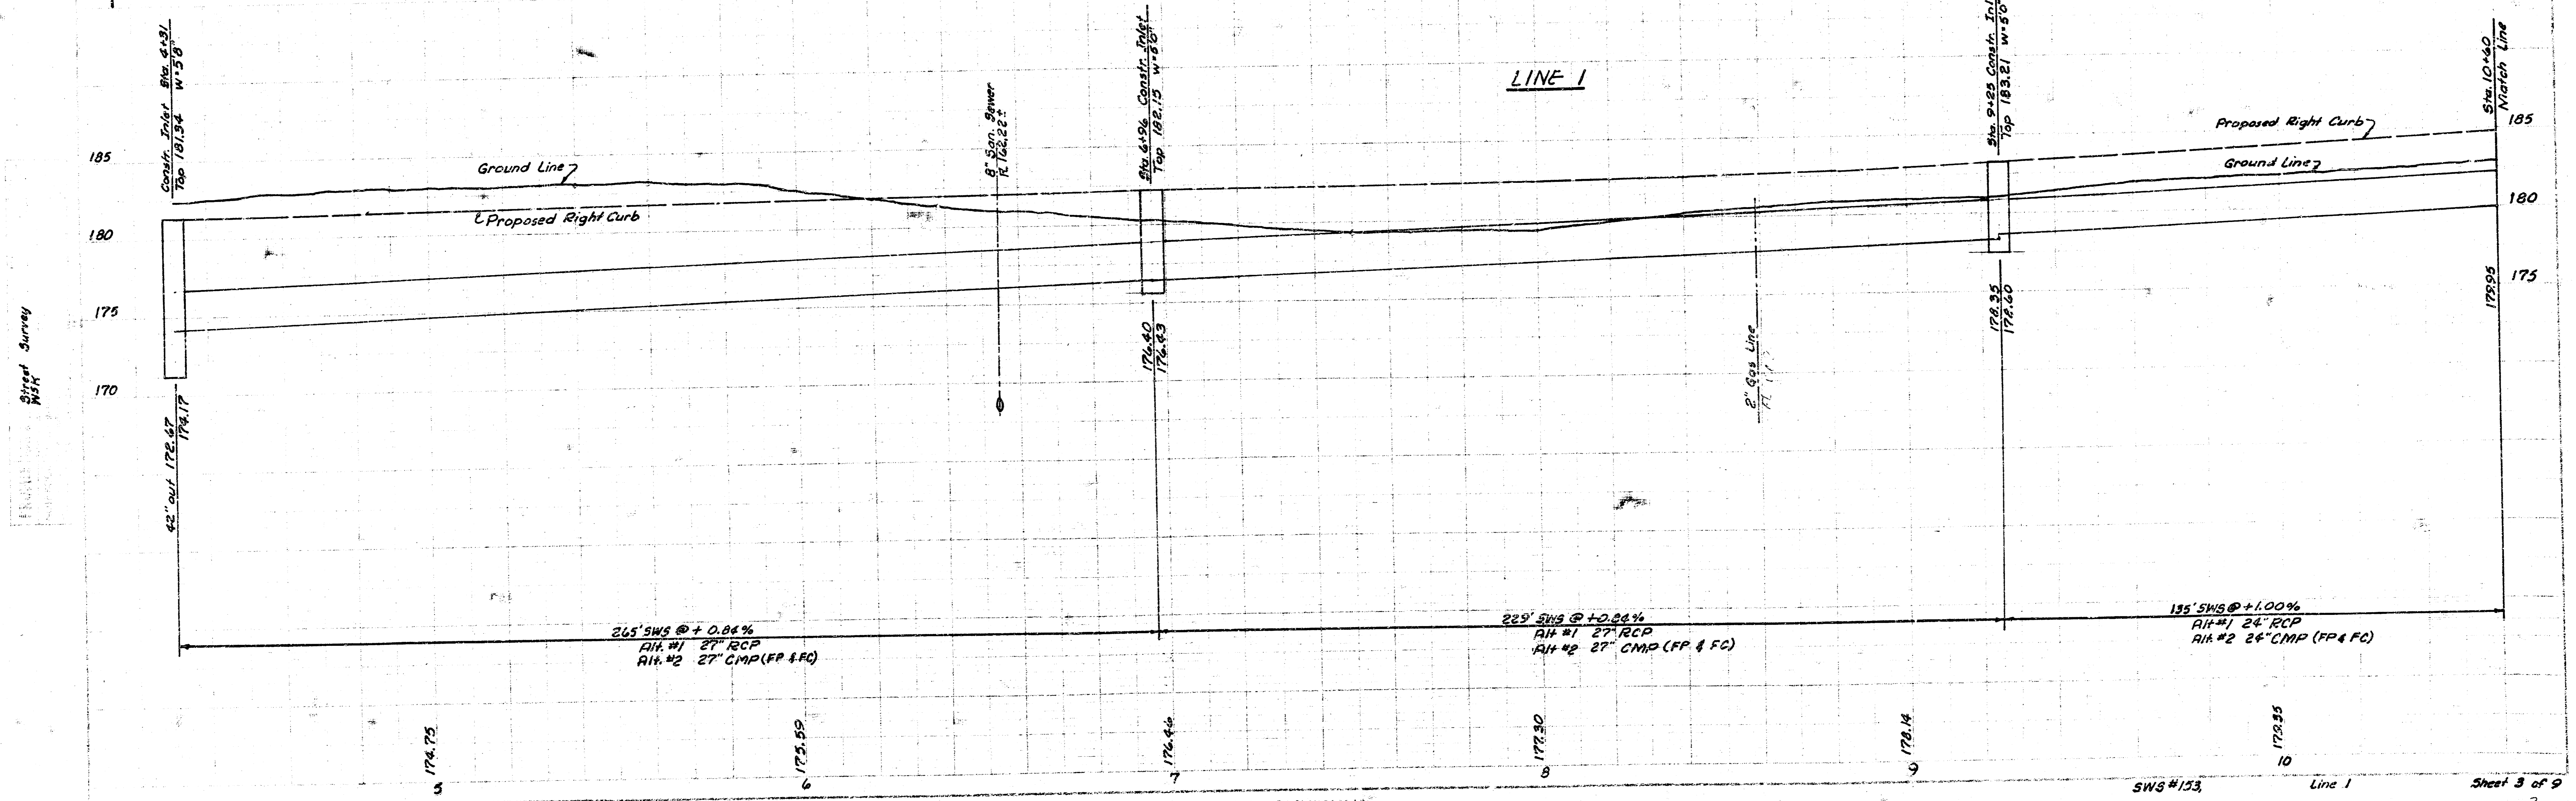 Constr. Inlet Sta. 4+31
Top 181.34 W=5'8"
8" San. Sewer
Sta. 6+96 Constr. Inlet
Top 182.15 W=5'0"
LINE 1
Sta. 9+25 Constr. Inl
Top 183.21 W=5'0"
Sta. 10+60
Match Line
185
Ground Line
Proposed Right Curb
Proposed Right Curb
Ground Line
185
180
180
175
175
170
Street Survey
WSK
42" out 172.67
174.17
176.40
176.43
2" Gas Line
178.35
178.60
179.95
265' SWS @ + 0.84%
Alt. #1 27" RCP
Alt. #2 27" CMP (FP & FC)
229' SWS @ +0.84%
Alt #1 27" RCP
Alt #2 27" CMP (FP & FC)
135' SWS @ +1.00%
Alt #1 24" RCP
Alt. #2 24" CMP (FP & FC)
174.75
175.59
176.46
177.30
178.14
179.35
5
6
7
8
9
10
SWS #153, Line 1 Sheet 3 of 9